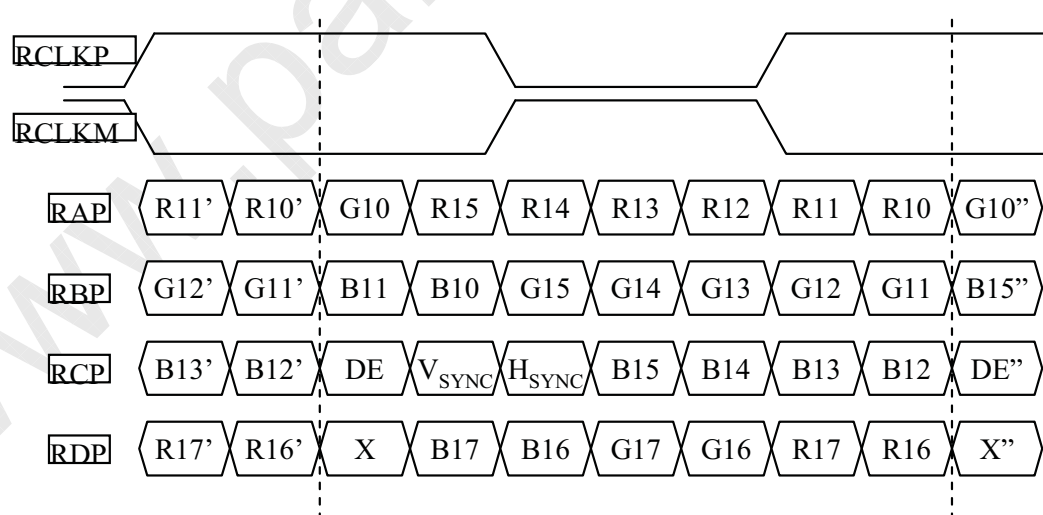 RCLKP
RCLKM
RAP R11’ R10’ G10 R15 R14 R13 R12 R11 R10 G10”
RBP G12’ G11’ B11 B10 G15 G14 G13 G12 G11 B15”
RCP B13’ B12’ DE VSYNC HSYNC B15 B14 B13 B12 DE”
RDP R17’ R16’ X B17 B16 G17 G16 R17 R16 X”